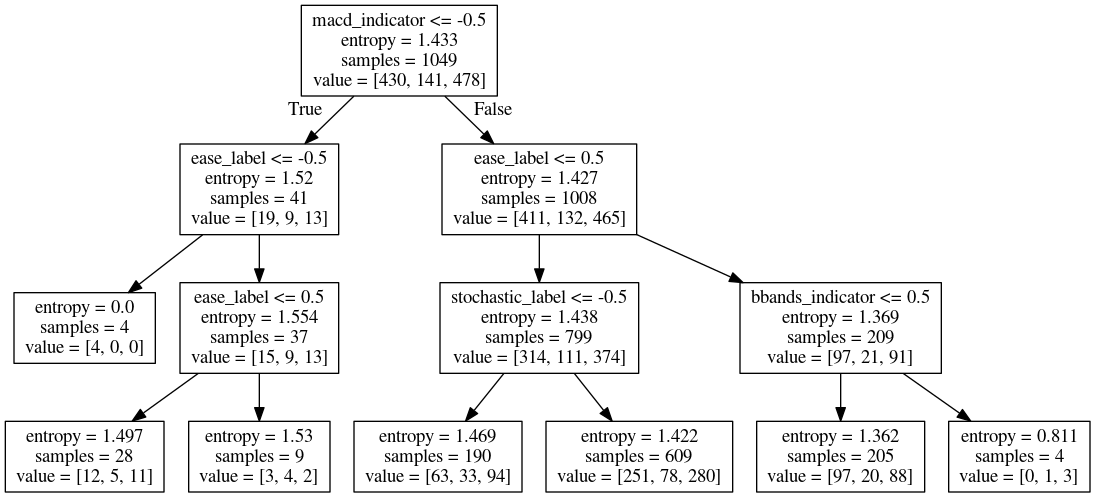 macd_indicator <= -0.5
entropy = 1.433
samples = 1049
value = [430, 141, 478]
True
False
ease_label <= -0.5
entropy = 1.52
samples = 41
value = [19, 9, 13]
ease_label <= 0.5
entropy = 1.427
samples = 1008
value = [411, 132, 465]
entropy = 0.0
samples = 4
value = [4, 0, 0]
ease_label <= 0.5
entropy = 1.554
samples = 37
value = [15, 9, 13]
stochastic_label <= -0.5
entropy = 1.438
samples = 799
value = [314, 111, 374]
bbands_indicator <= 0.5
entropy = 1.369
samples = 209
value = [97, 21, 91]
entropy = 1.497
samples = 28
value = [12, 5, 11]
entropy = 1.53
samples = 9
value = [3, 4, 2]
entropy = 1.469
samples = 190
value = [63, 33, 94]
entropy = 1.422
samples = 609
value = [251, 78, 280]
entropy = 1.362
samples = 205
value = [97, 20, 88]
entropy = 0.811
samples = 4
value = [0, 1, 3]